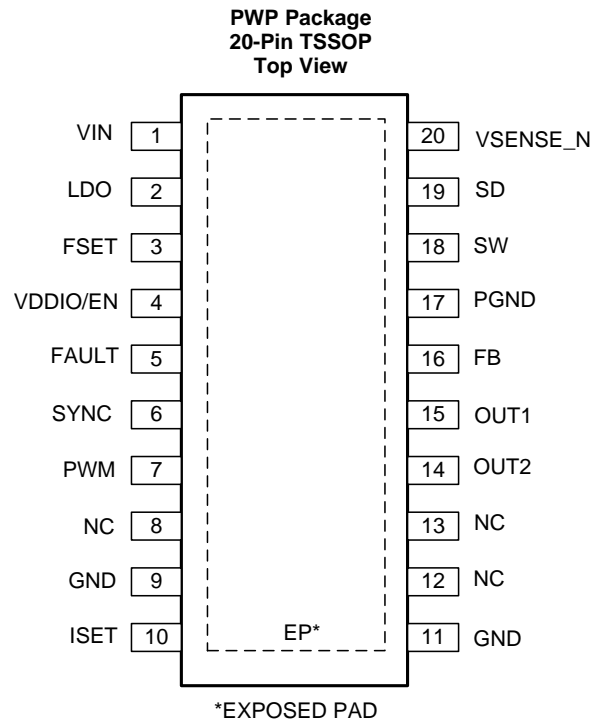 PWP Package
20-Pin TSSOP
Top View
VIN 1 20 VSENSE_N
LDO 2 19 SD
FSET 3 18 SW
VDDIO/EN 4 17 PGND
FAULT 5 16 FB
SYNC 6 15 OUT1
PWM 7 14 OUT2
NC 8 13 NC
GND 9 12 NC
ISET 10 EP* 11 GND
*EXPOSED PAD